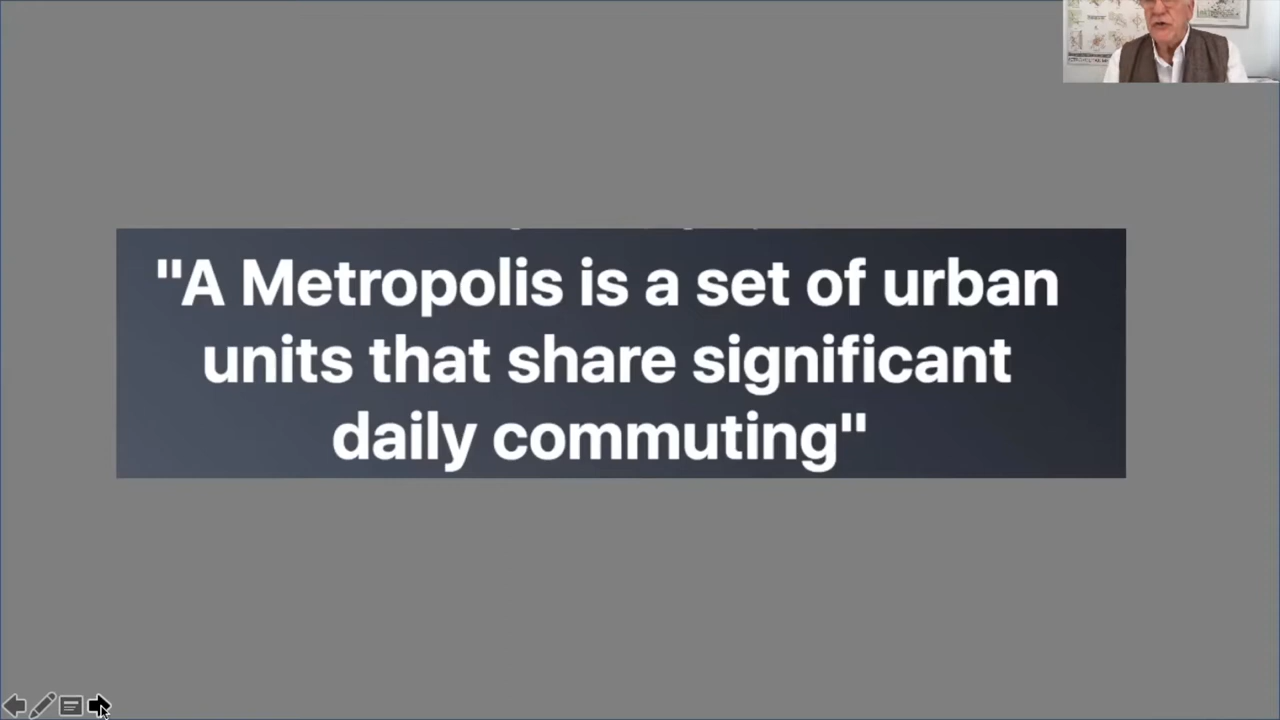 "A Metropolis is a set of urban
units that share significant
daily commuting"